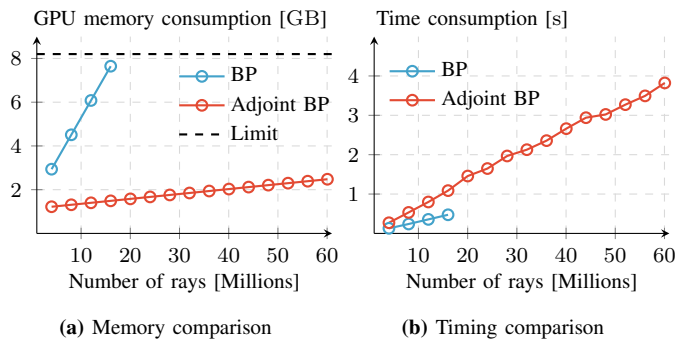 GPU memory consumption [GB]
8
6
4
2
BP
Adjoint BP
Limit
10 20 30 40 50 60
Number of rays [Millions]
(a) Memory comparison
Time consumption [s]
4
3
2
1
BP
Adjoint BP
10 20 30 40 50 60
Number of rays [Millions]
(b) Timing comparison